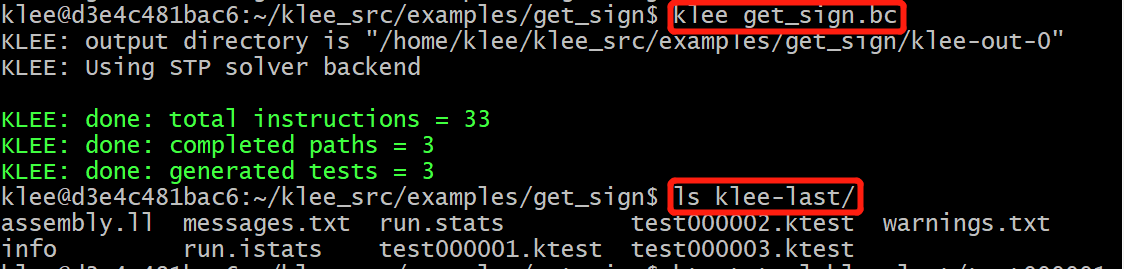 klee@d3e4c481bac6:~/klee_src/examples/get_sign$ klee get_sign.bc
KLEE: output directory is "/home/klee/klee_src/examples/get_sign/klee-out-0"
KLEE: Using STP solver backend
KLEE: done: total instructions = 33
KLEE: done: completed paths = 3
KLEE: done: generated tests = 3
klee@d3e4c481bac6:~/klee_src/examples/get_sign$ ls klee-last/
assembly.ll messages.txt run.stats test000002.ktest warnings.txt
info run.istats test000001.ktest test000003.ktest